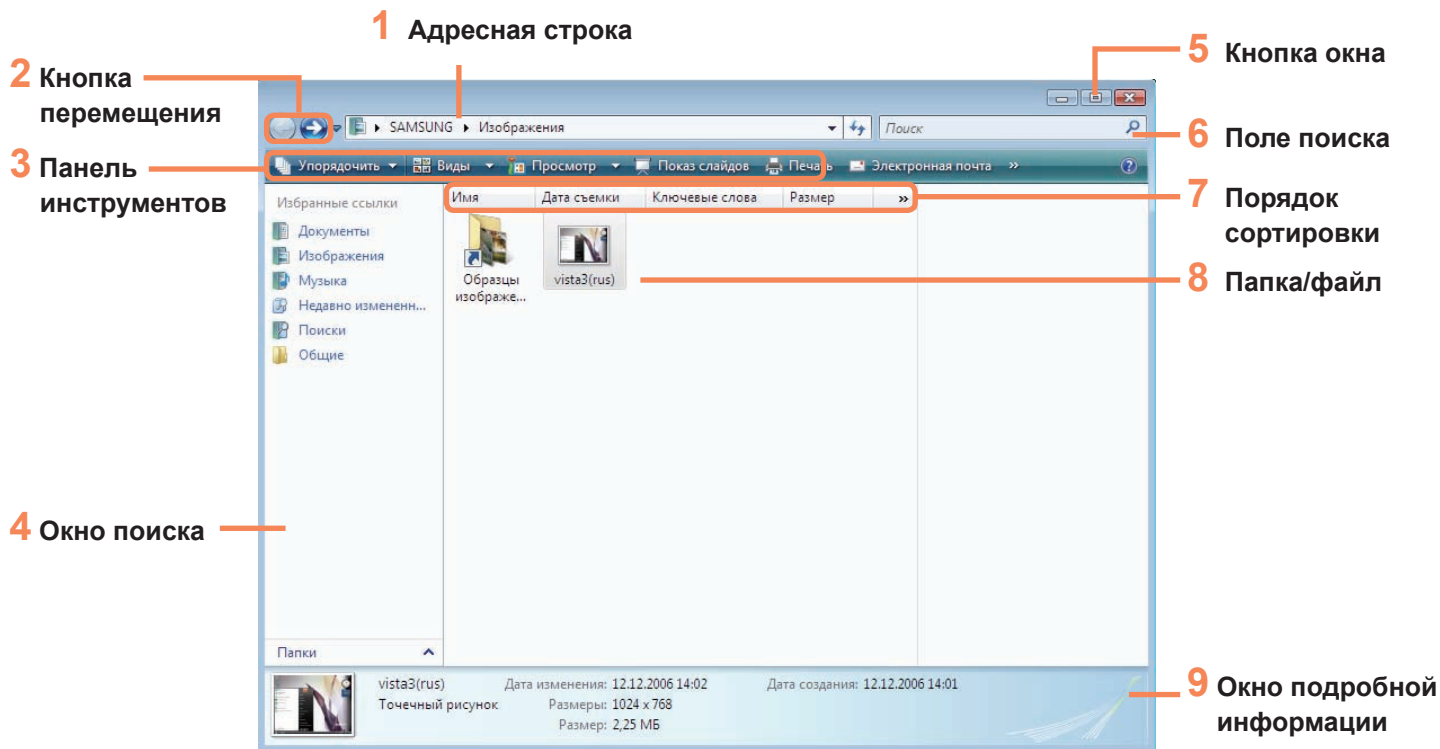 1 Адресная строка
2 Кнопка
перемещения
3 Панель
инструментов
4 Окно поиска
5 Кнопка окна
6 Поле поиска
7 Порядок
сортировки
8 Папка/файл
9 Окно подробной
информации
SAMSUNG Изображения
Поиск
Упорядочить Виды Просмотр Показ слайдов Печать Электронная почта »
Избранные ссылки
Документы
Изображения
Музыка
Недавно измененн...
Поиски
Общие
Папки
Имя Дата съемки Ключевые слова Размер »
Образцы
изображе...
vista3(rus)
vista3(rus) Дата изменения: 12.12.2006 14:02 Дата создания: 12.12.2006 14:01
Точечный рисунок Размеры: 1024 x 768
Размер: 2,25 МБ